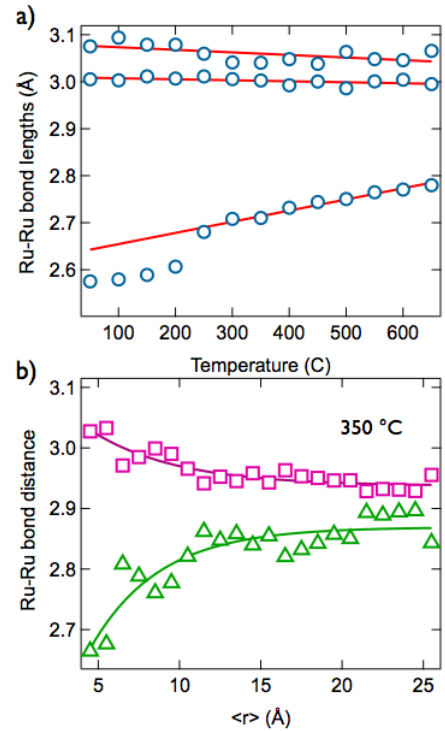 a)
3.1
3.0
2.9
2.8
2.7
2.6
Ru-Ru bond lengths (Å)
100 200 300 400 500 600
Temperature (C)
b)
3.1
3.0
2.9
2.8
2.7
Ru-Ru bond distance
350 °C
5 10 15 20 25
<r> (Å)